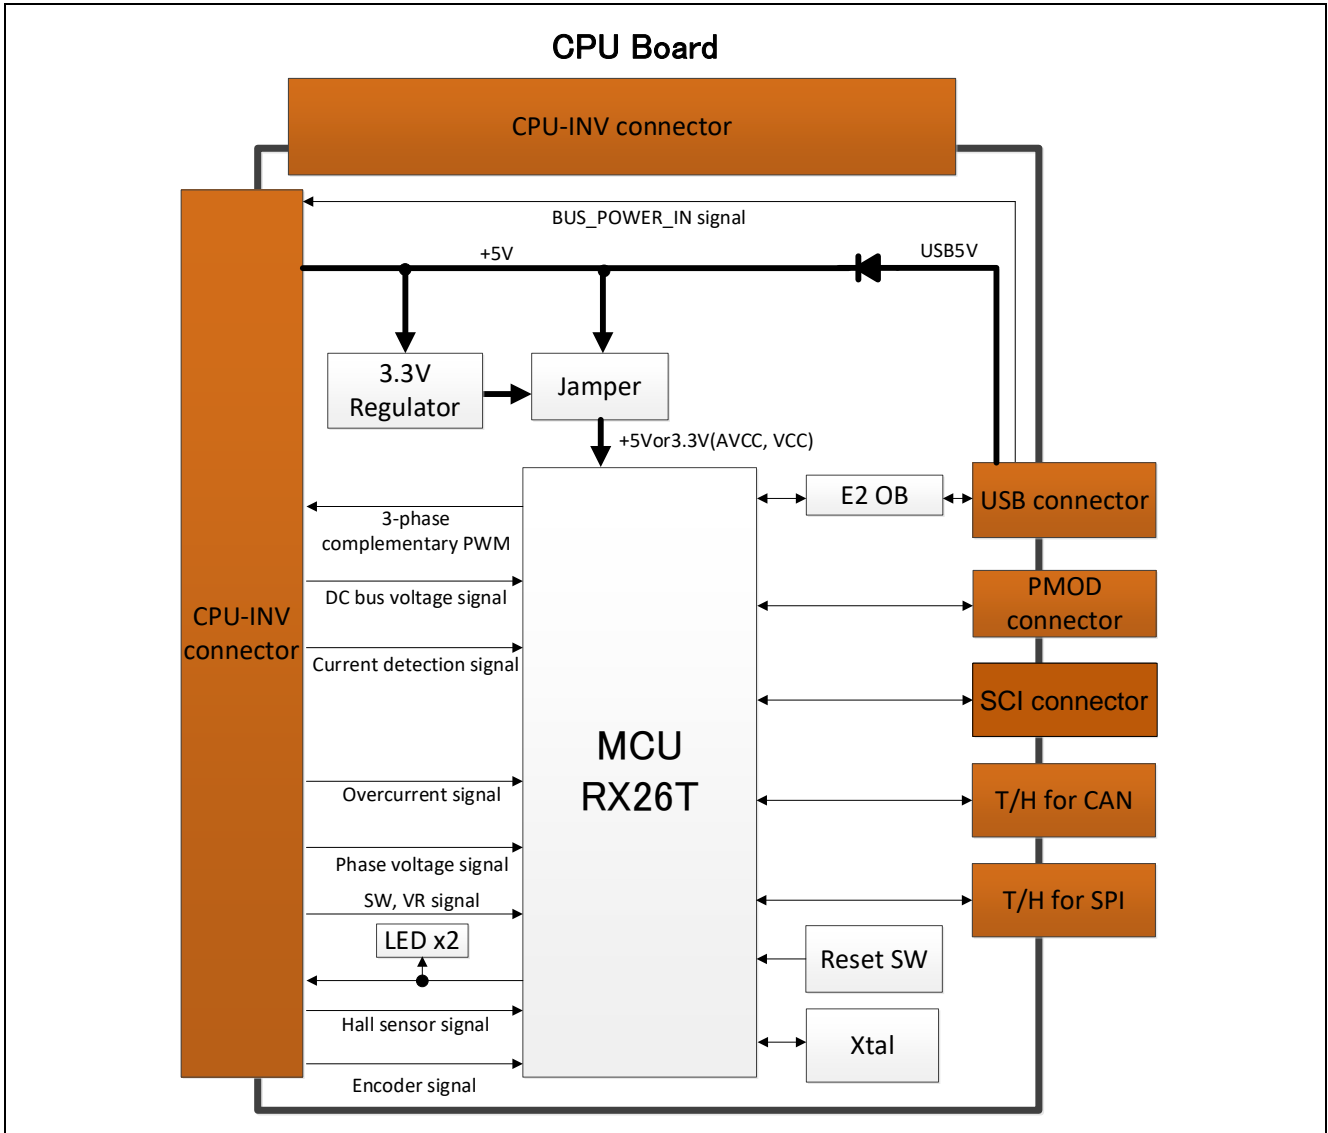 CPU Board
CPU-INV connector
BUS_POWER_IN signal
+5V
USB5V
3.3V
Regulator
Jamper
+5Vor3.3V(AVCC, VCC)
E2 OB
USB connector
3-phase
complementary PWM
DC bus voltage signal
PMOD
connector
CPU-INV
connector
Current detection signal
SCI connector
MCU
RX26T
Overcurrent signal
T/H for CAN
Phase voltage signal
SW, VR signal
T/H for SPI
LED x2
Reset SW
Hall sensor signal
Xtal
Encoder signal